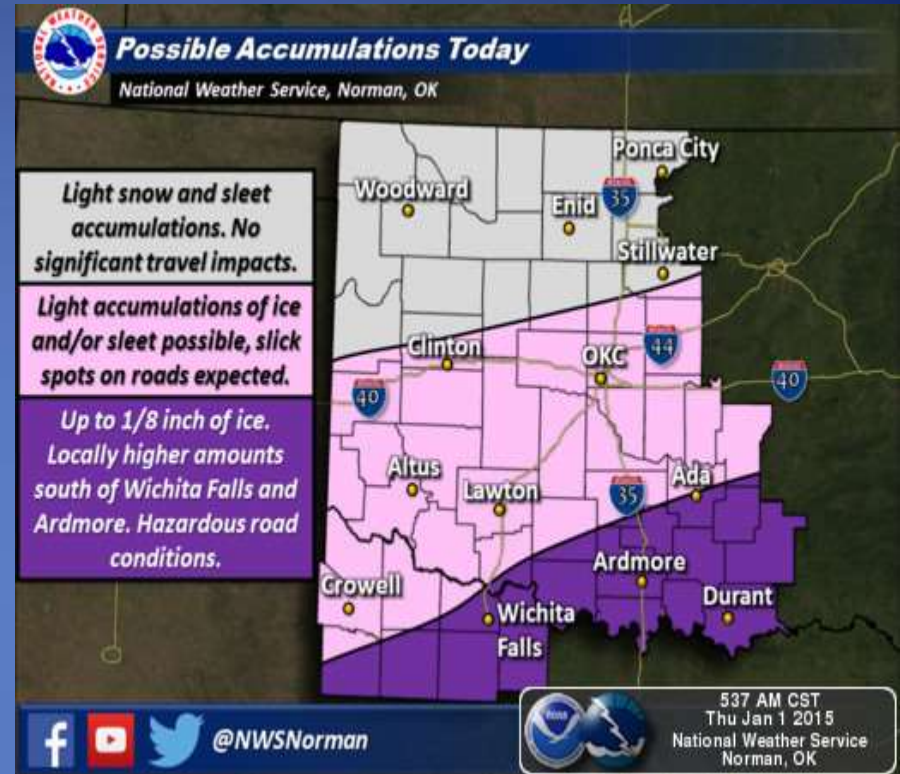 NATIONAL WEATHER SERVICE
Possible Accumulations Today
National Weather Service, Norman, OK
Light snow and sleet
accumulations. No
significant travel impacts.
Light accumulations of ice
and/or sleet possible, slick
spots on roads expected.
Up to 1/8 inch of ice.
Locally higher amounts
south of Wichita Falls and
Ardmore. Hazardous road
conditions.
Ponca City
Woodward
35
Enid
Stillwater
Clinton
OKC
44
40
40
Altus
Lawton
35
Ada
Ardmore
Crowell
Durant
Wichita
Falls
@NWSNorman
537 AM CST
Thu Jan 1 2015
National Weather Service
Norman, OK